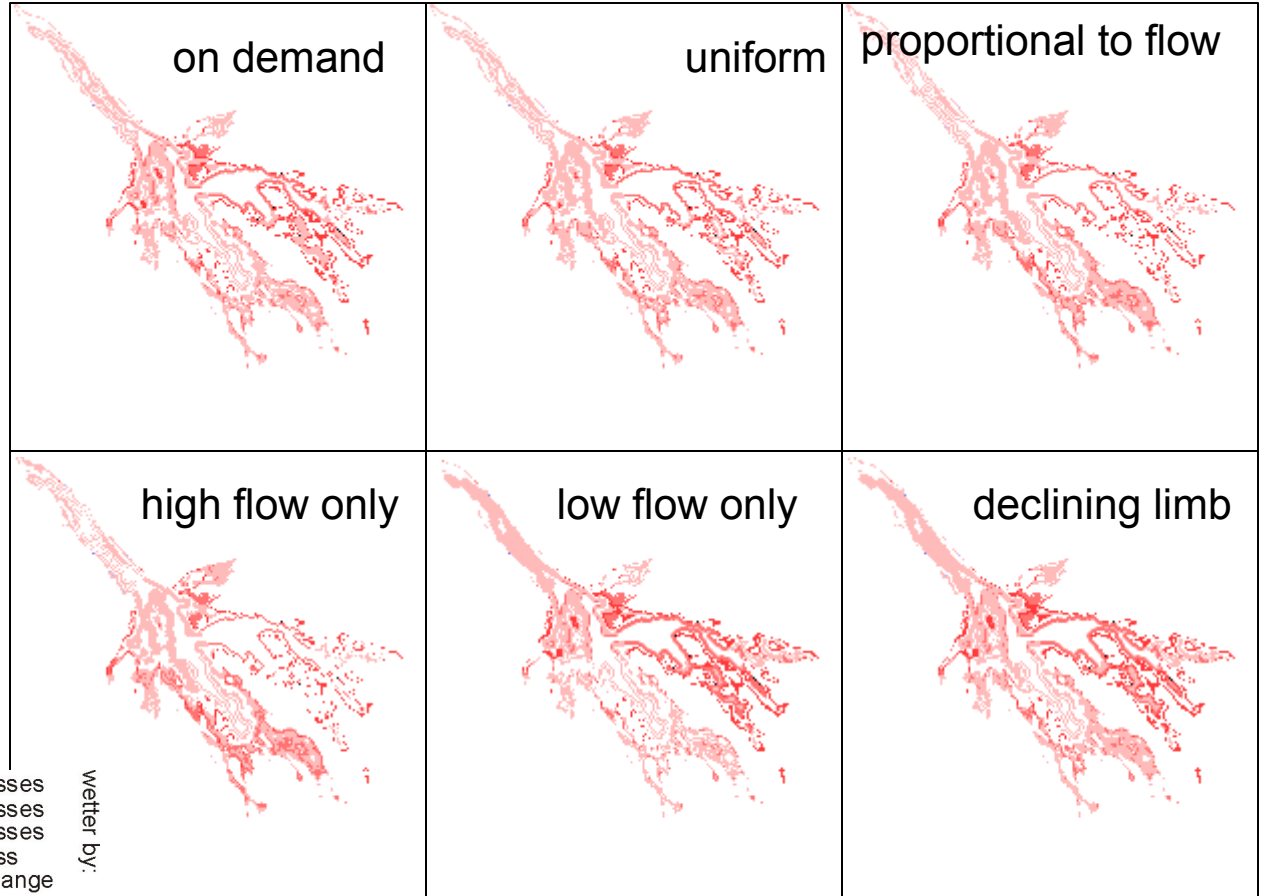 on demand
uniform
proportional to flow
high flow only
low flow only
declining limb
wetter by:
sses
sses
sses
ss
ange